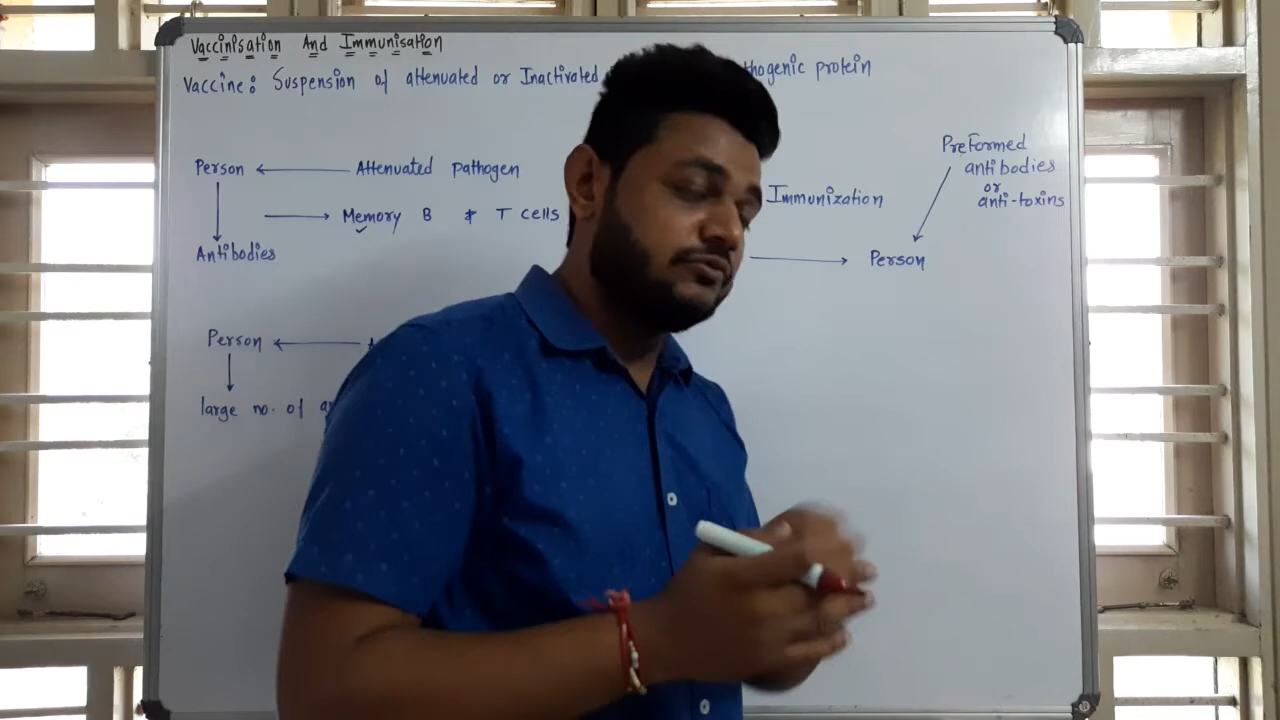 Vaccinisation And Immunisation
Vaccine: Suspension of attenuated or Inactivated thogenic protein
Person ← Attenuated pathogen
→ Memory B & T cells
Antibodies
Person ←
large no. of
Immunization
Preformed
antibodies
or
anti-toxins
→ Person